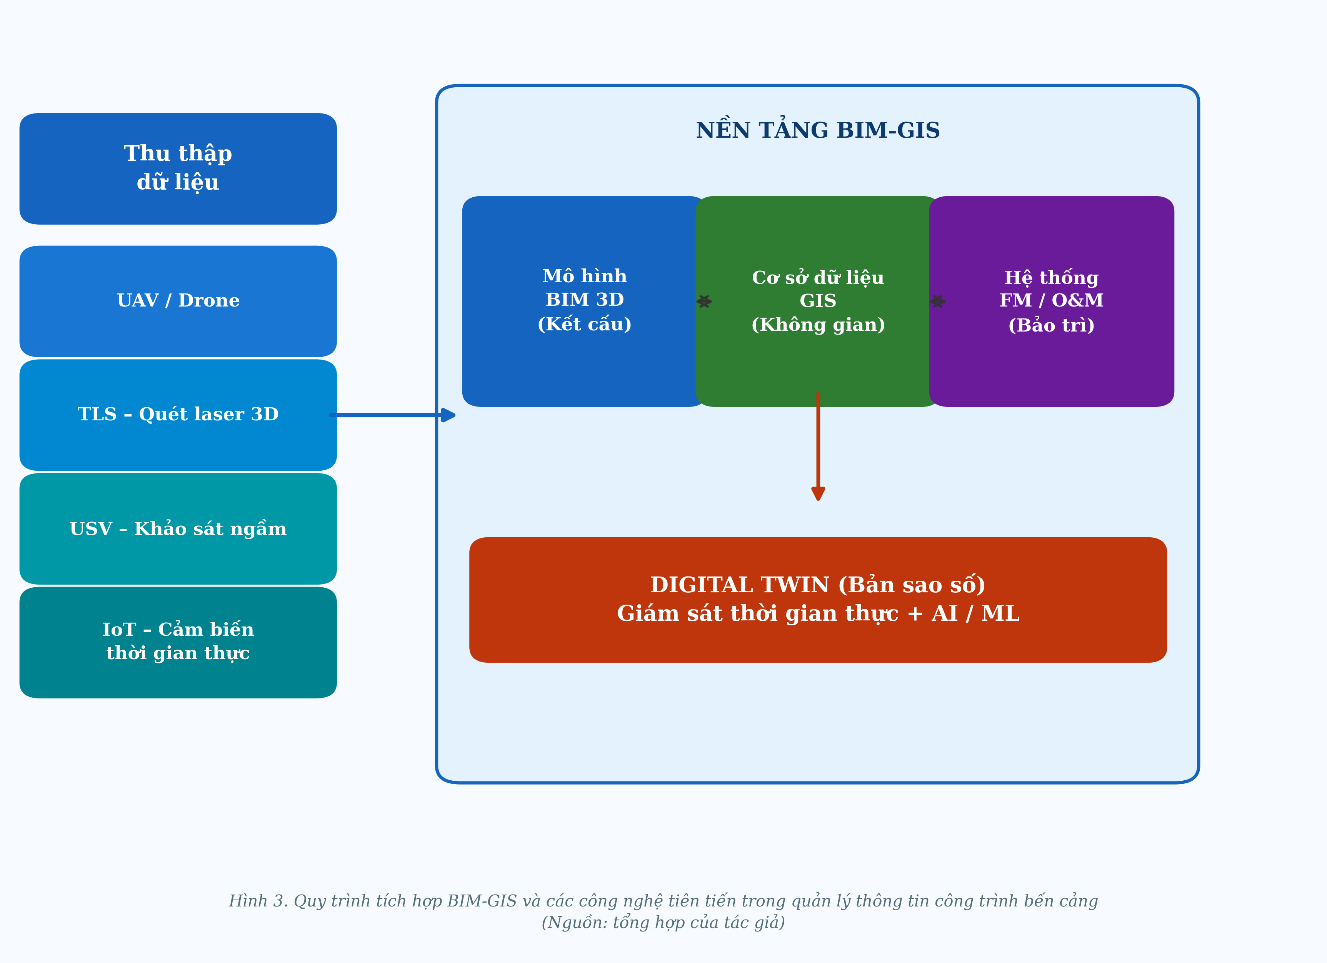 Thu thập
dữ liệu
UAV / Drone
TLS – Quét laser 3D
USV – Khảo sát ngầm
IoT – Cảm biến
thời gian thực
NỀN TẢNG BIM-GIS
Mô hình
BIM 3D
(Kết cấu)
Cơ sở dữ liệu
GIS
(Không gian)
Hệ thống
FM / O&M
(Bảo trì)
DIGITAL TWIN (Bản sao số)
Giám sát thời gian thực + AI / ML
Hình 3. Quy trình tích hợp BIM-GIS và các công nghệ tiên tiến trong quản lý thông tin công trình bến cảng
(Nguồn: tổng hợp của tác giả)